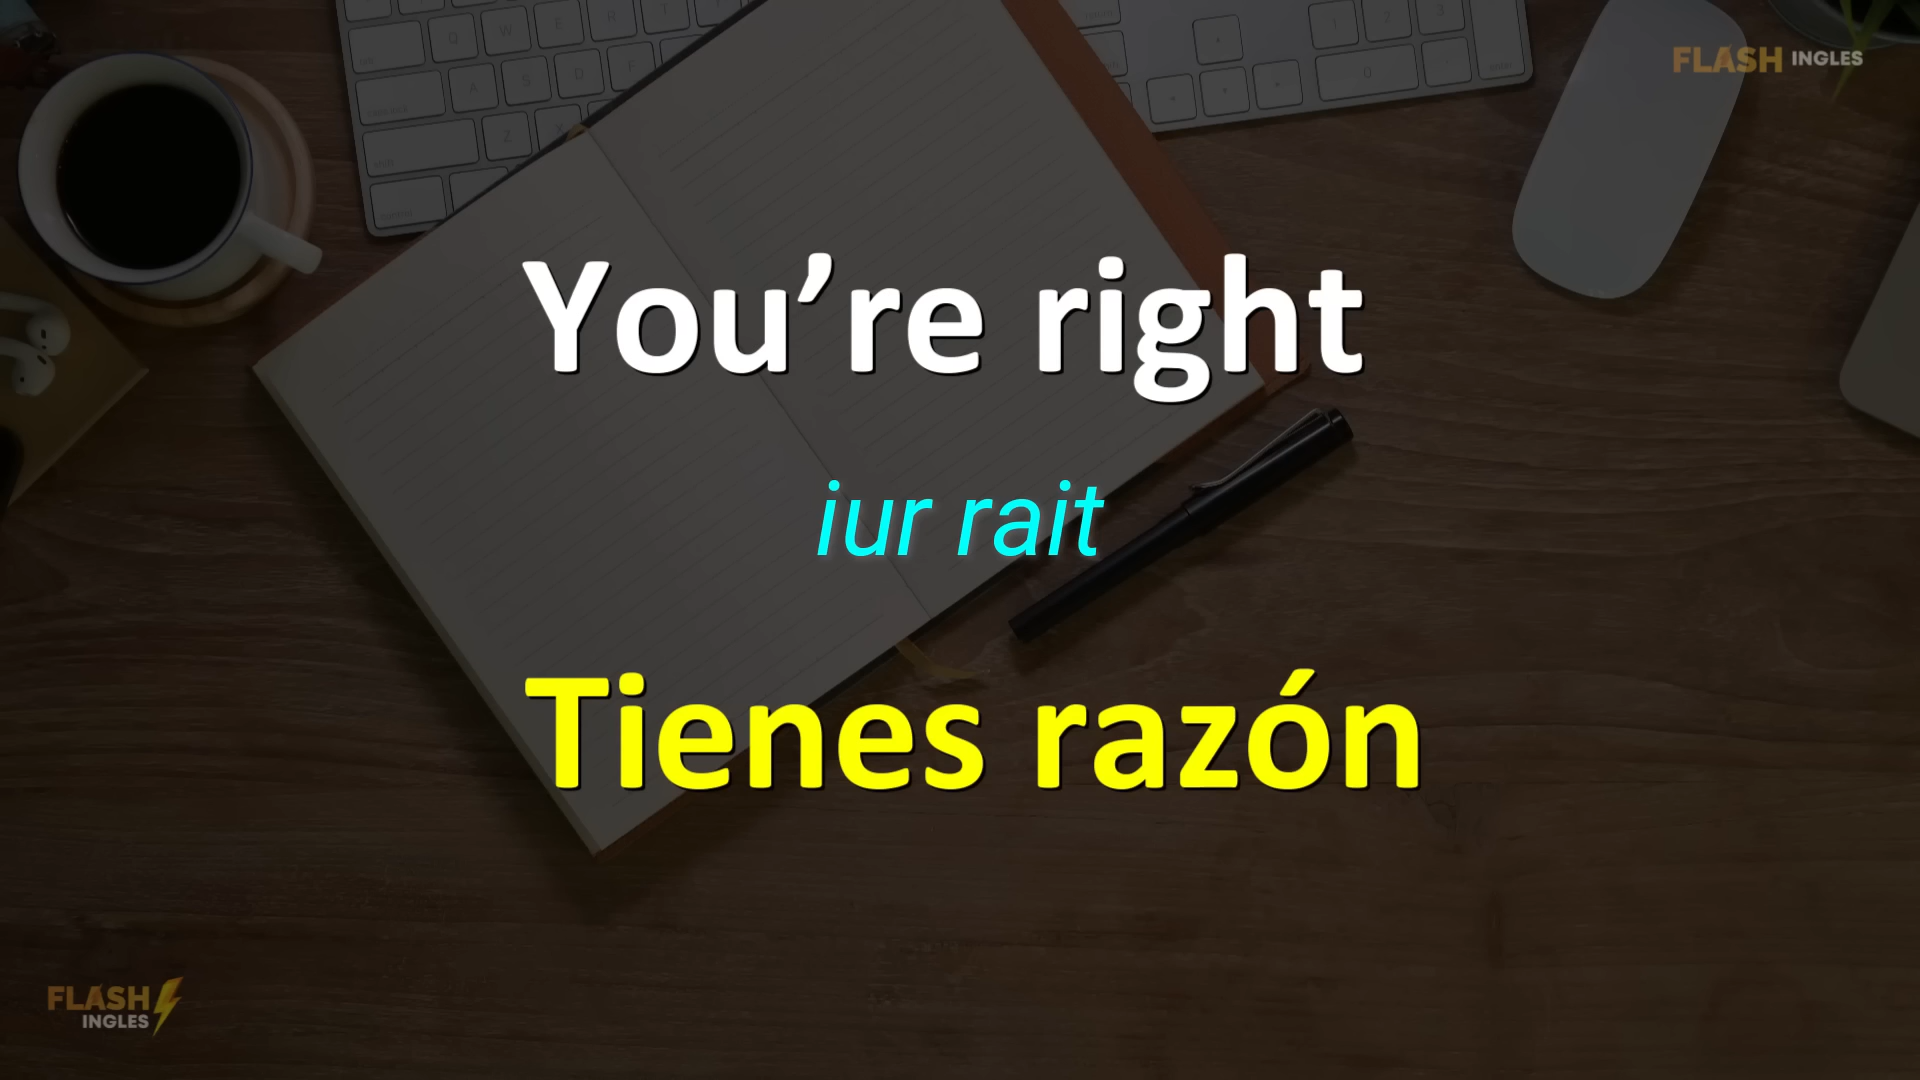 FLASH INGLES
You’re right
iur rait
Tienes razón
FLASH
INGLES